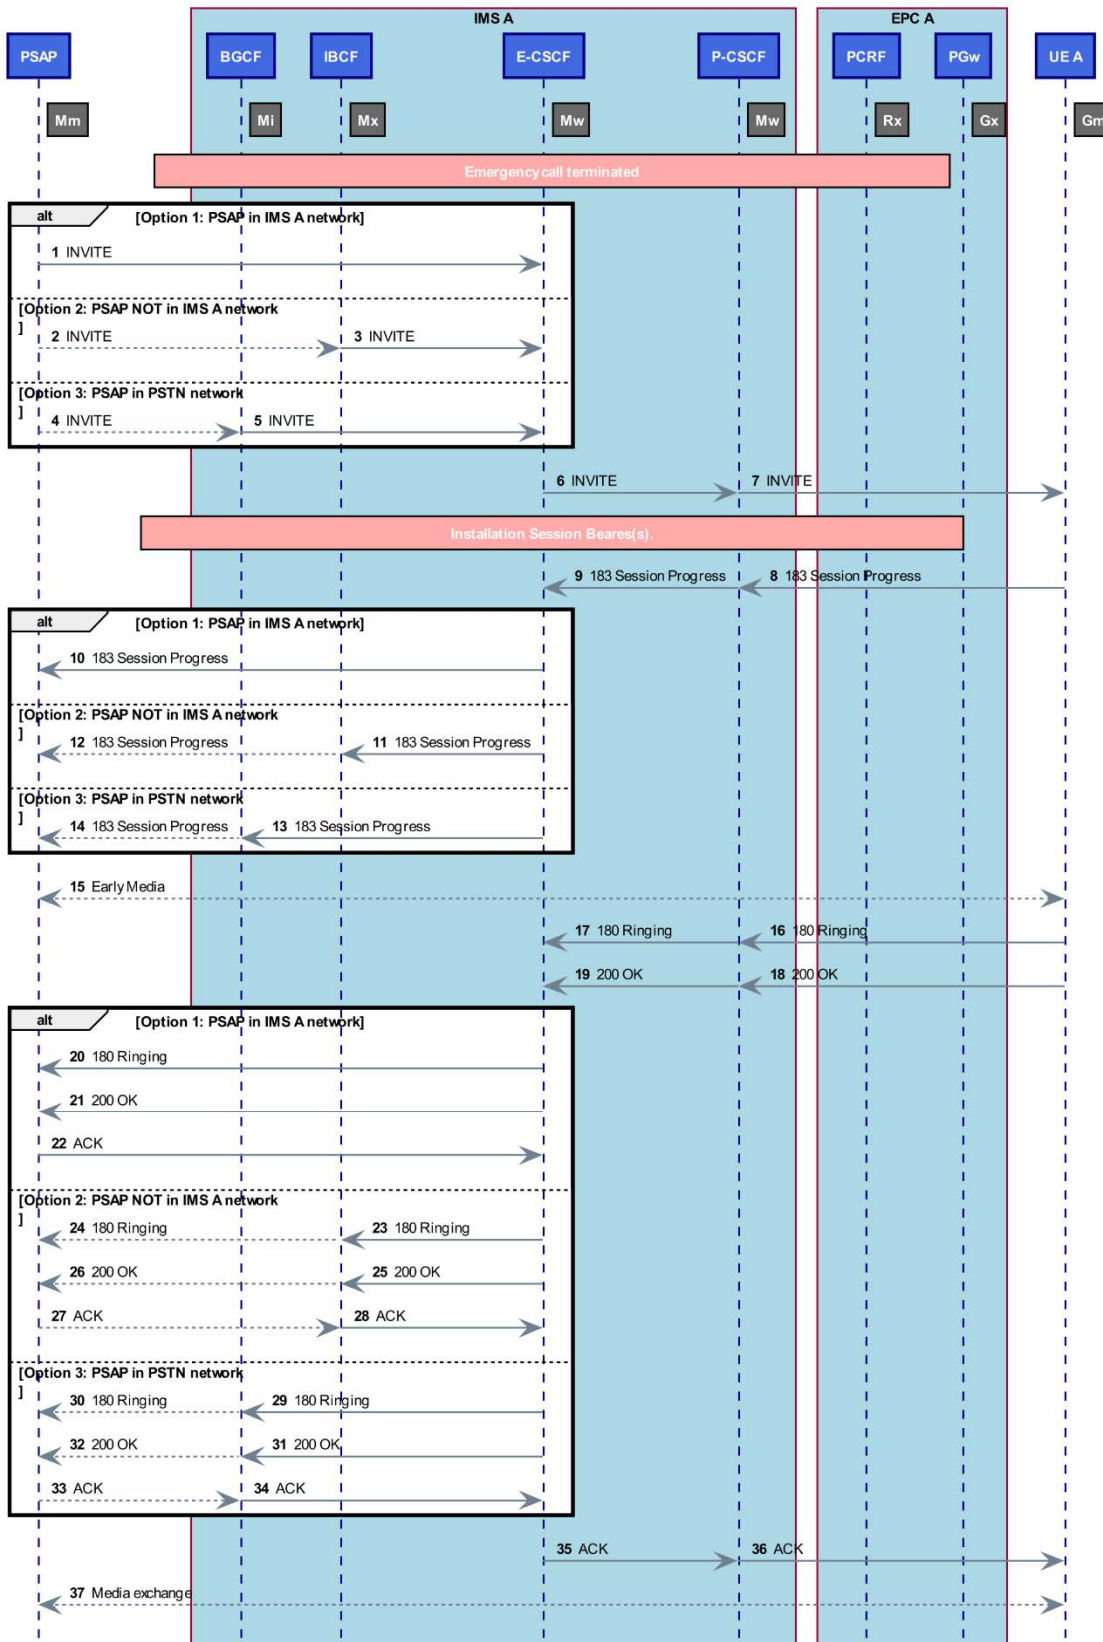 IMS A
EPC A
PSAP
BGCF
IBCF
E-CSCF
P-CSCF
PCRF
PGw
UE A
Mm
Mi
Mx
Mw
Mw
Rx
Gx
Gm
Emergencycall terminated
alt
[Option 1: PSAP in IMS A network]
1 INVITE
[Option 2: PSAP NOT in IMS A network
]
2 INVITE
3 INVITE
[Option 3: PSAP in PSTN network
]
4 INVITE
5 INVITE
6 INVITE
7 INVITE
Installation Session Beares(s).
9 183 Session Progress
8 183 Session Progress
alt
[Option 1: PSAP in IMS A network]
10 183 Session Progress
[Option 2: PSAP NOT in IMS A network
]
12 183 Session Progress
11 183 Session Progress
[Option 3: PSAP in PSTN network
]
14 183 Session Progress
13 183 Session Progress
15 Early Media
17 180 Ringing
16 180 Ringing
19 200 OK
18 200 OK
alt
[Option 1: PSAP in IMS A network]
20 180 Ringing
21 200 OK
22 ACK
[Option 2: PSAP NOT in IMS A network
]
24 180 Ringing
23 180 Ringing
26 200 OK
25 200 OK
27 ACK
28 ACK
[Option 3: PSAP in PSTN network
]
30 180 Ringing
29 180 Ringing
32 200 OK
31 200 OK
33 ACK
34 ACK
35 ACK
36 ACK
37 Media exchange